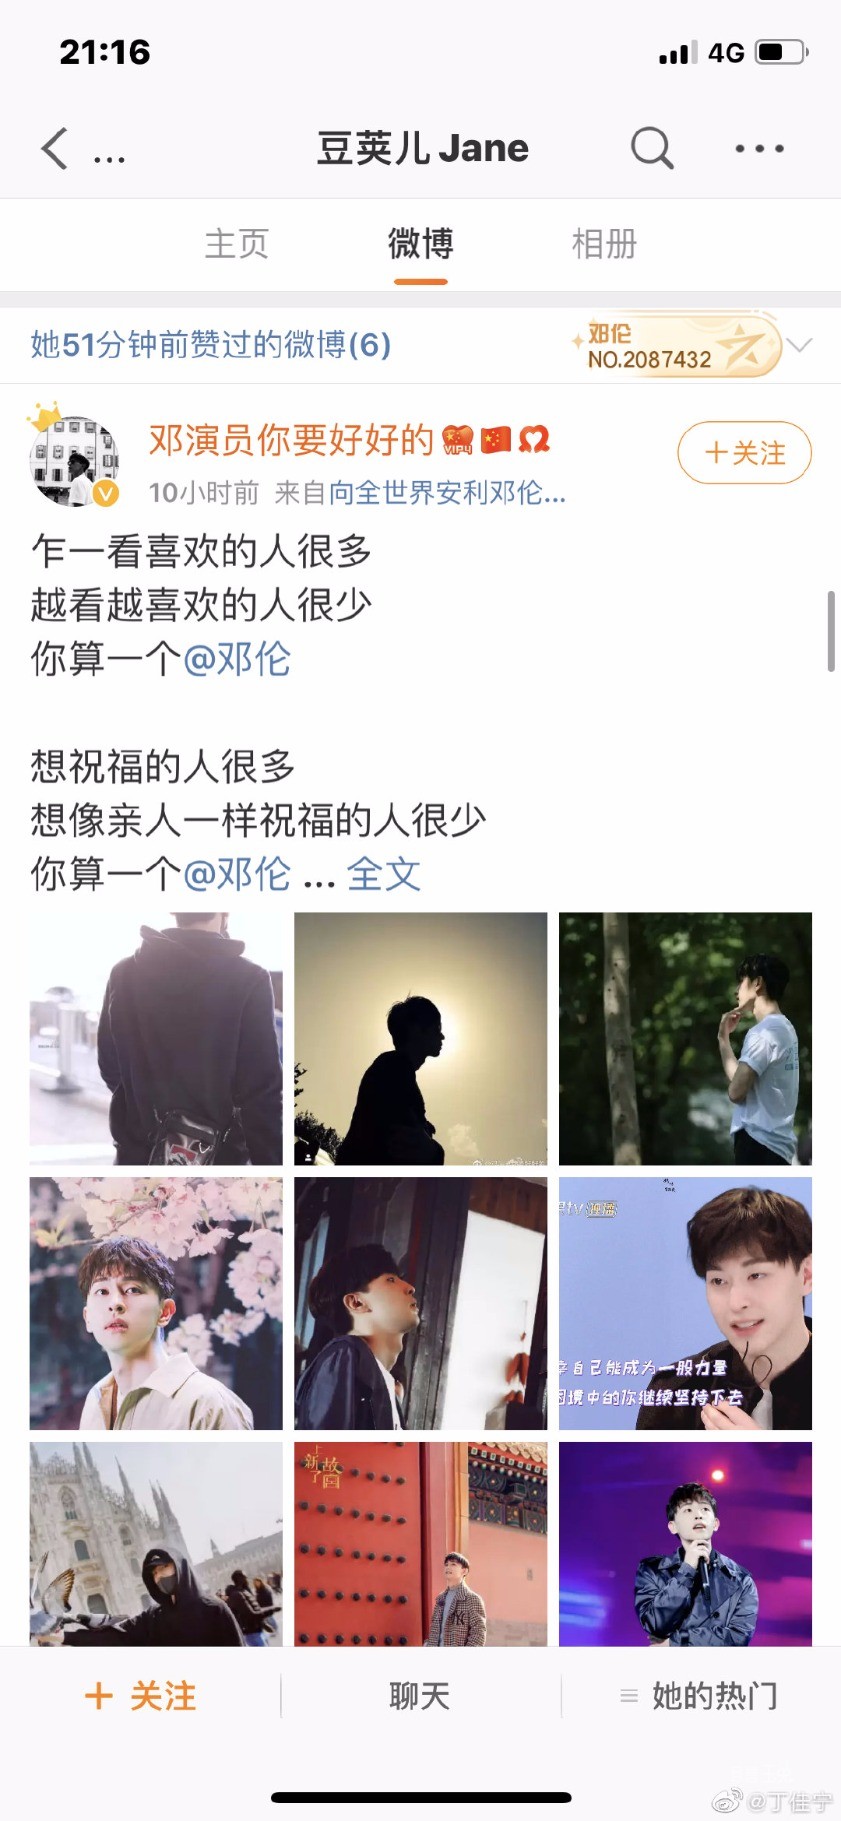 21:16
4G
... 豆荚儿 Jane
主页 微博 相册
她51分钟前赞过的微博(6)
邓伦
NO.2087432
邓演员你要好好的
VIP4
+关注
10小时前 来自向全世界安利邓伦...
乍一看喜欢的人很多
越看越喜欢的人很少
你算一个@邓伦
想祝福的人很多
想像亲人一样祝福的人很少
你算一个@邓伦 ... 全文
自己能成为一股力量
困境中的你继续坚持下去
上新了
故宫
+ 关注
聊天
她的热门
@丁佳宁